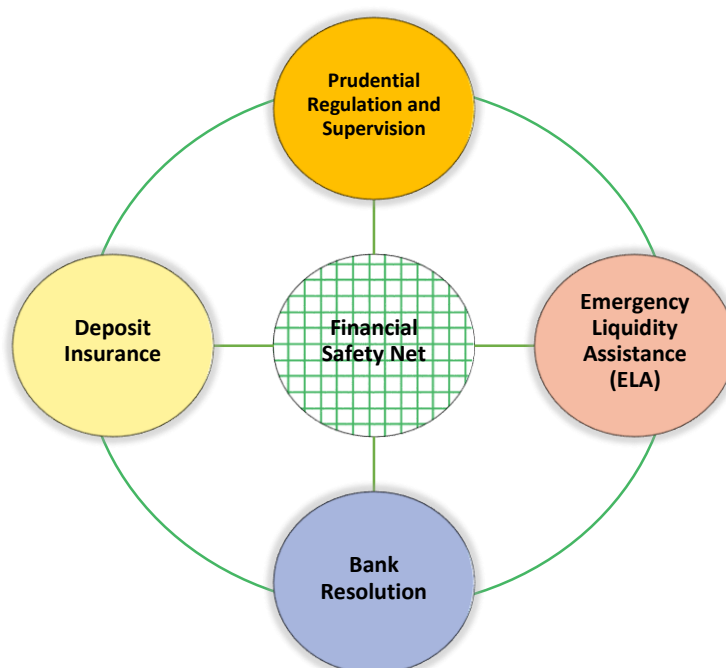 Prudential
Regulation and
Supervision
Deposit
Insurance
Financial
Safety Net
Emergency
Liquidity
Assistance
(ELA)
Bank
Resolution